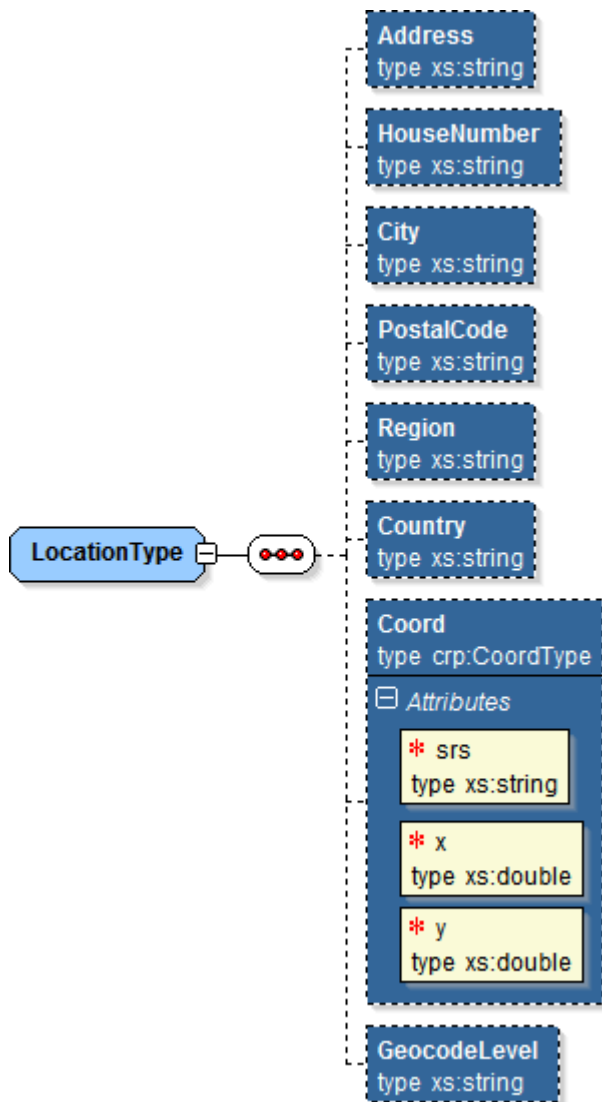 Address
type xs:string
HouseNumber
type xs:string
City
type xs:string
PostalCode
type xs:string
Region
type xs:string
LocationType
Country
type xs:string
Coord
type crp:CoordType
Attributes
* srs
type xs:string
* x
type xs:double
* y
type xs:double
GeocodeLevel
type xs:string